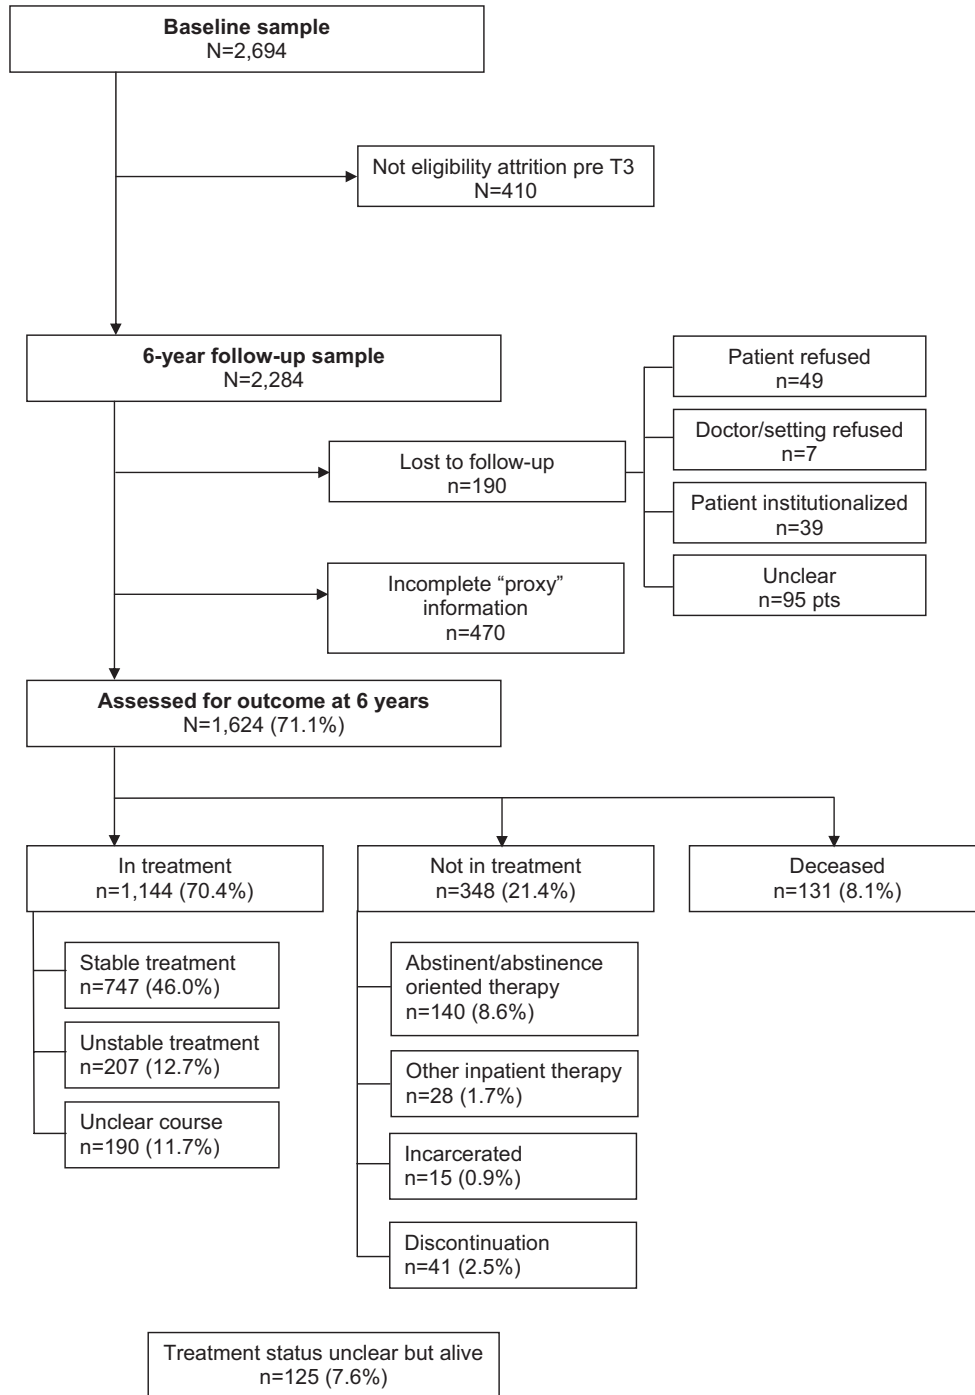 Baseline sample
N=2,694
Not eligibility attrition pre T3
N=410
6-year follow-up sample
N=2,284
Patient refused
n=49
Doctor/setting refused
n=7
Lost to follow-up
n=190
Patient institutionalized
n=39
Unclear
n=95 pts
Incomplete “proxy”
information
n=470
Assessed for outcome at 6 years
N=1,624 (71.1%)
In treatment
n=1,144 (70.4%)
Not in treatment
n=348 (21.4%)
Deceased
n=131 (8.1%)
Stable treatment
n=747 (46.0%)
Unstable treatment
n=207 (12.7%)
Unclear course
n=190 (11.7%)
Abstinent/abstinence
oriented therapy
n=140 (8.6%)
Other inpatient therapy
n=28 (1.7%)
Incarcerated
n=15 (0.9%)
Discontinuation
n=41 (2.5%)
Treatment status unclear but alive
n=125 (7.6%)